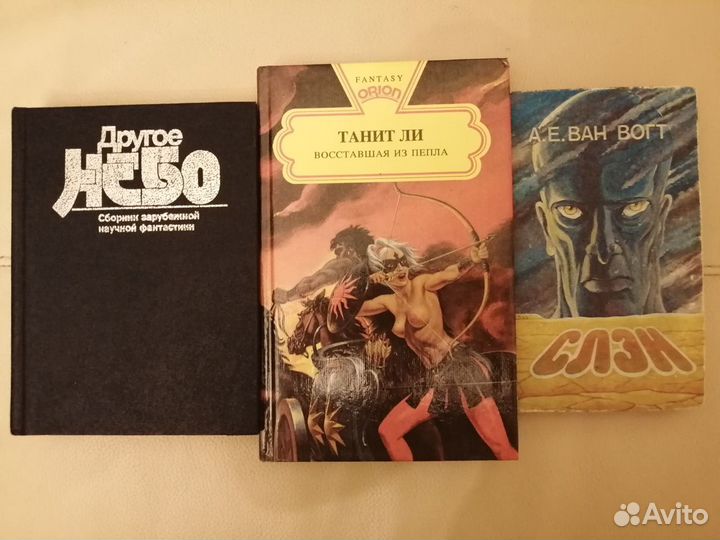 Другое
НЕБО
Сборник зарубежной
научной фантастики
FANTASY
ORION
ТАНИТ ЛИ
ВОССТАВШАЯ ИЗ ПЕПЛА
А.Е. ВАН ВОГТ
СЛЭН
Avito